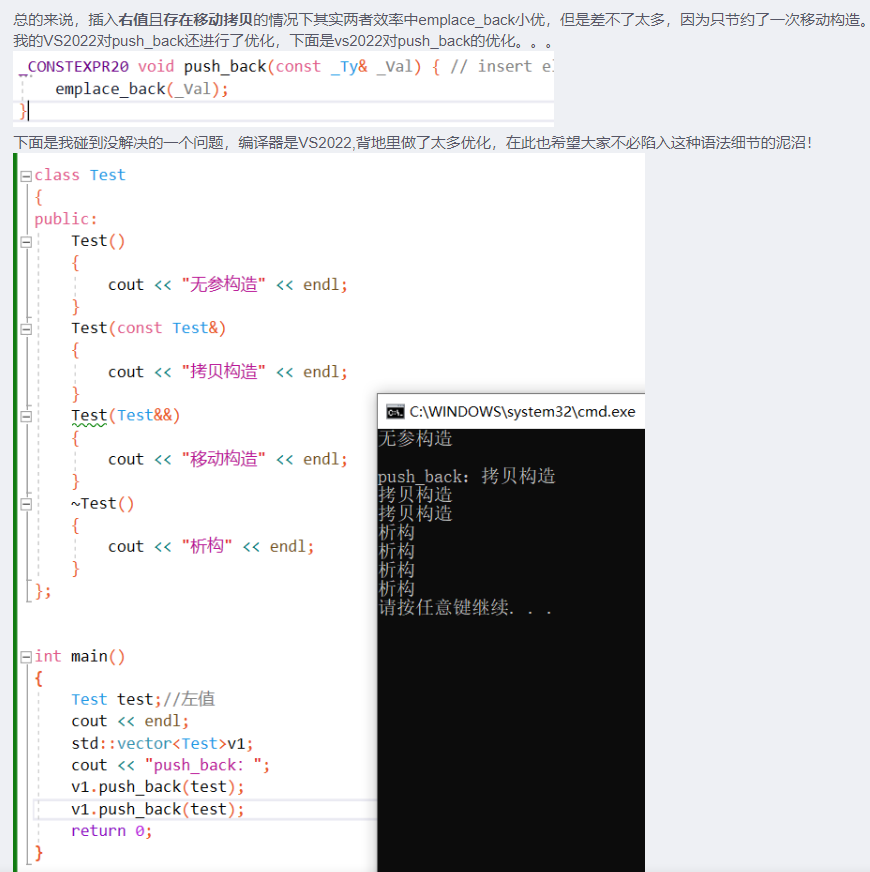 总的来说，插入右值且存在移动拷贝的情况下其实两者效率中emplace_back小优，但是差不了太多，因为只节约了一次移动构造。
我的VS2022对push_back还进行了优化，下面是vs2022对push_back的优化。。。
_CONSTEXPR20 void push_back(const _Ty& _Val) { // insert el
emplace_back(_Val);
}
下面是我碰到没解决的一个问题，编译器是VS2022,背地里做了太多优化，在此也希望大家不必陷入这种语法细节的泥沼！
class Test
{
public:
Test()
{
cout << "无参构造" << endl;
}
Test(const Test&)
{
cout << "拷贝构造" << endl;
}
Test(Test&&)
{
cout << "移动构造" << endl;
}
~Test()
{
cout << "析构" << endl;
}
};
int main()
{
Test test;//左值
cout << endl;
std::vector<Test>v1;
cout << "push_back: ";
v1.push_back(test);
v1.push_back(test);
return 0;
}
C:\WINDOWS\system32\cmd.exe
无参构造
push_back: 拷贝构造
拷贝构造
拷贝构造
析构
析构
析构
析构
请按任意键继续. . .